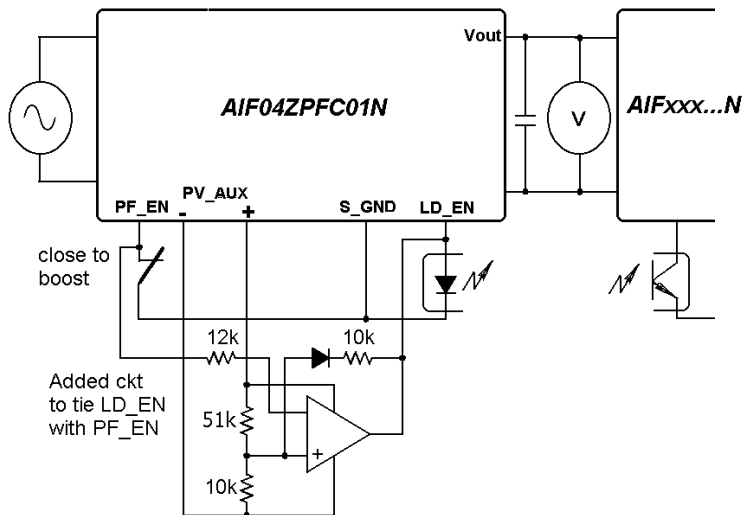 Vout
AIF04ZPFC01N
V
AIFxxx...N
PF_EN
-
PV_AUX
+
S_GND
LD_EN
close to
boost
12k
10k
Added ckt
to tie LD_EN
with PF_EN
51k
+
10k